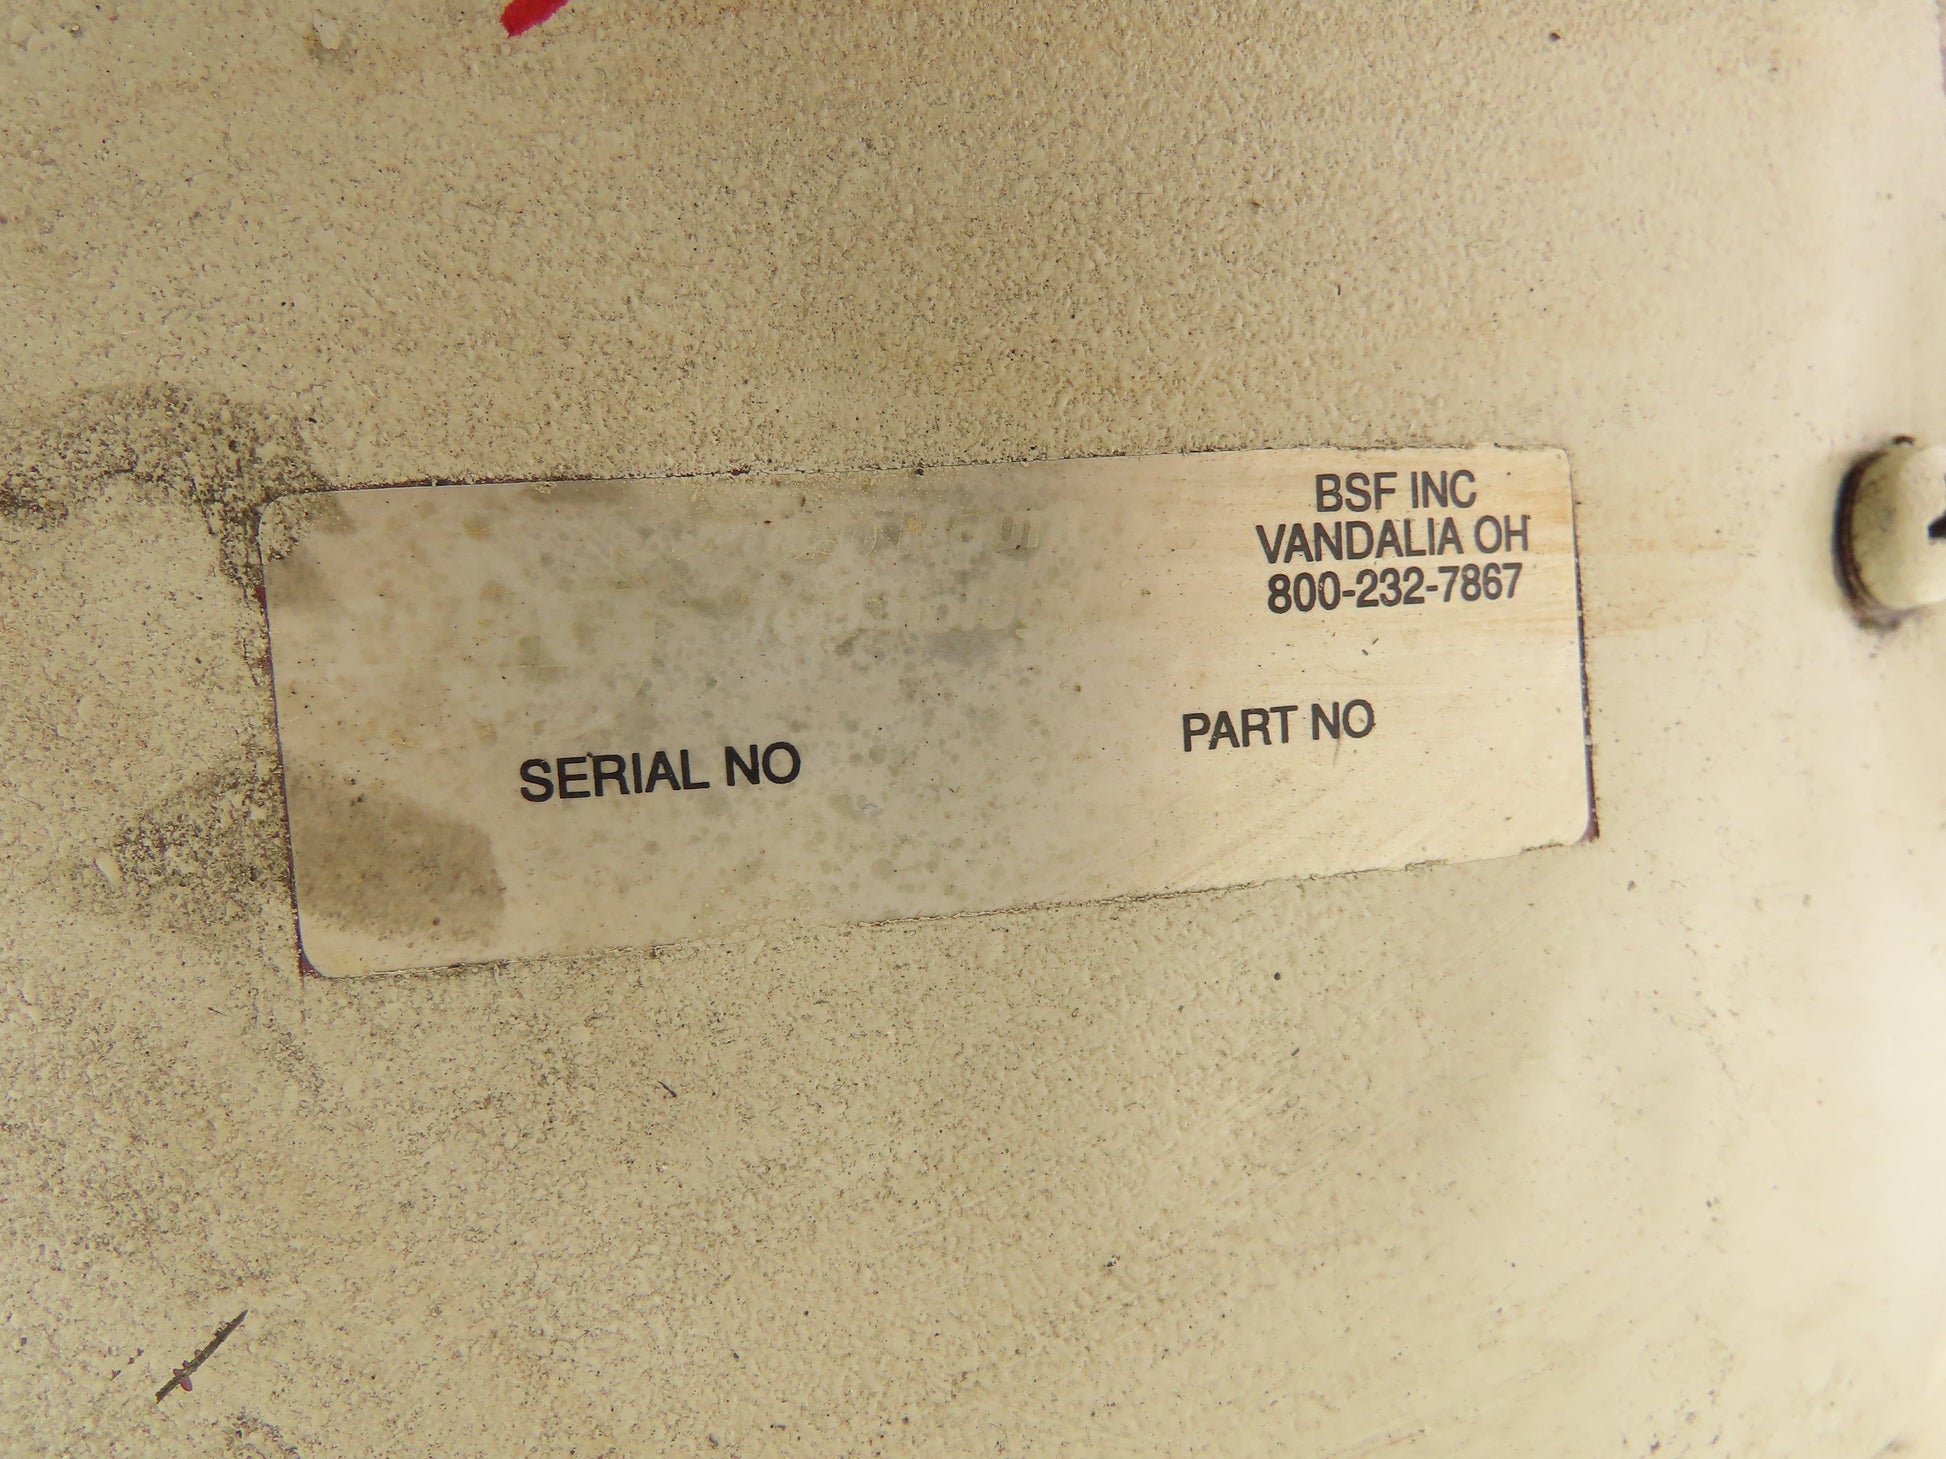 BSF INC
VANDALIA OH
800-232-7867
PART NO
SERIAL NO